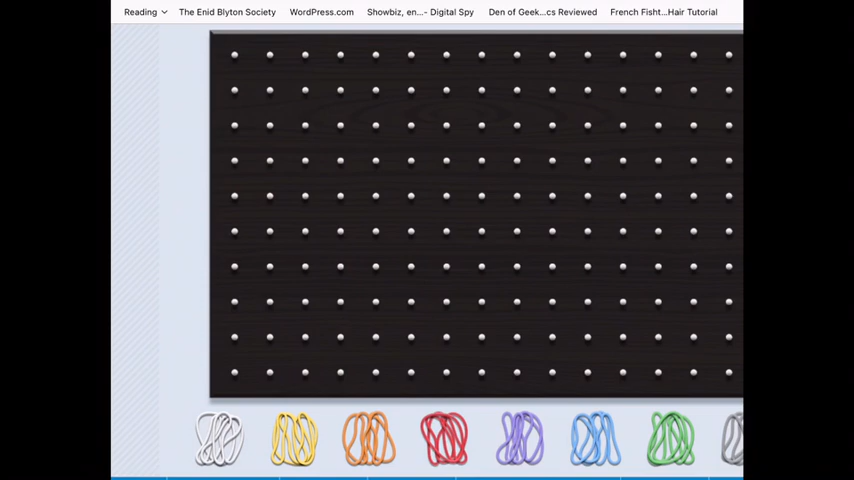 Reading The Enid Blyton Society WordPress.com Showbiz, en...- Digital Spy Den of Geek...cs Reviewed French Fisht...Hair Tutorial